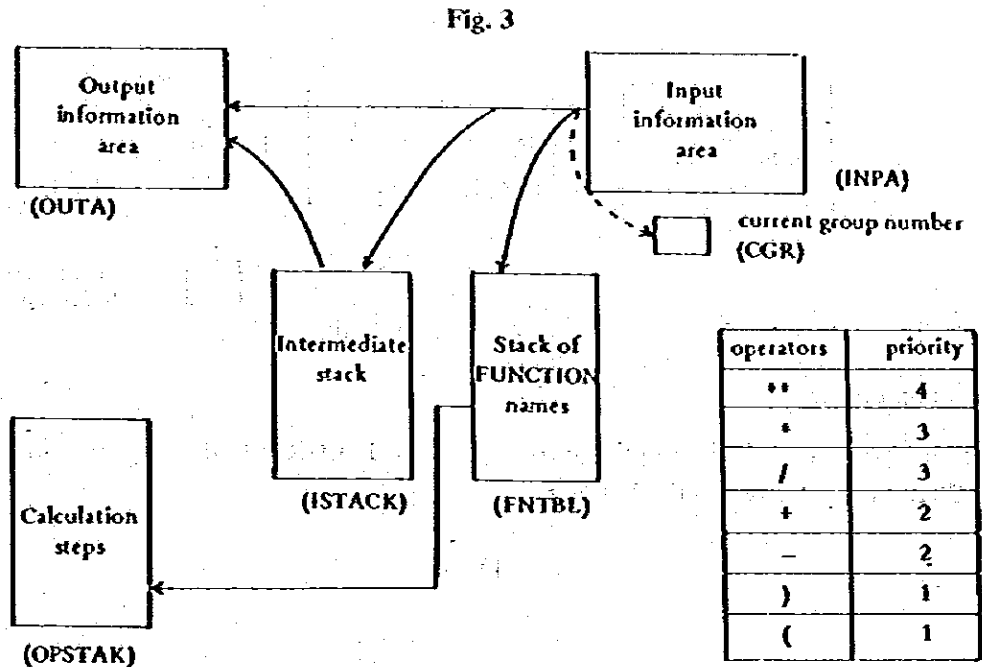 Fig. 3
Output
information
area
(OUTA)
Input
information
area
(INPA)
current group number
(CGR)
Intermediate
stack
(ISTACK)
Stack of
FUNCTION
names
(FNTBL)
Calculation
steps
(OPSTAK)
operators priority
** 4
* 3
/ 3
+ 2
– 2
) 1
( 1